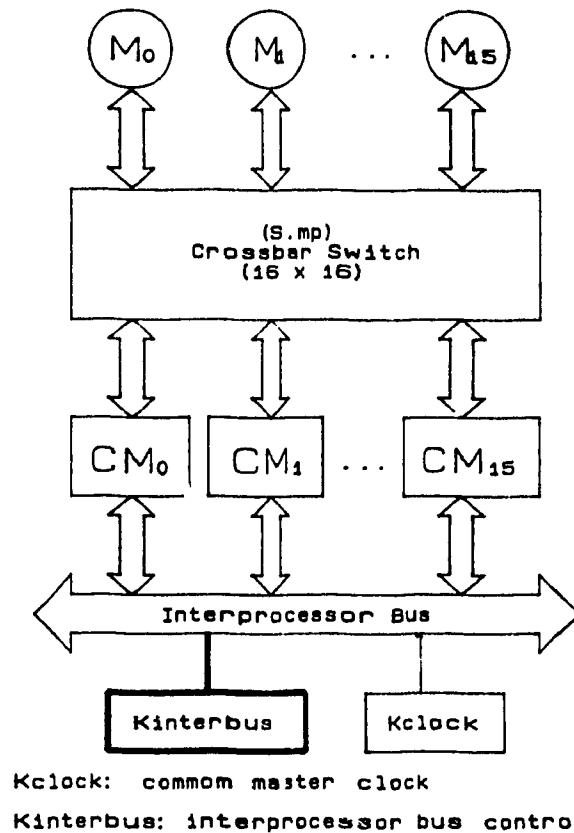 M0 M1 ... M15
(S.mp)
Crossbar Switch
(16 x 16)
CM0 CM1 ... CM15
Interprocessor Bus
Kinterbus Kclock
Kclock: commom master clock
Kinterbus: interprocessor bus contro